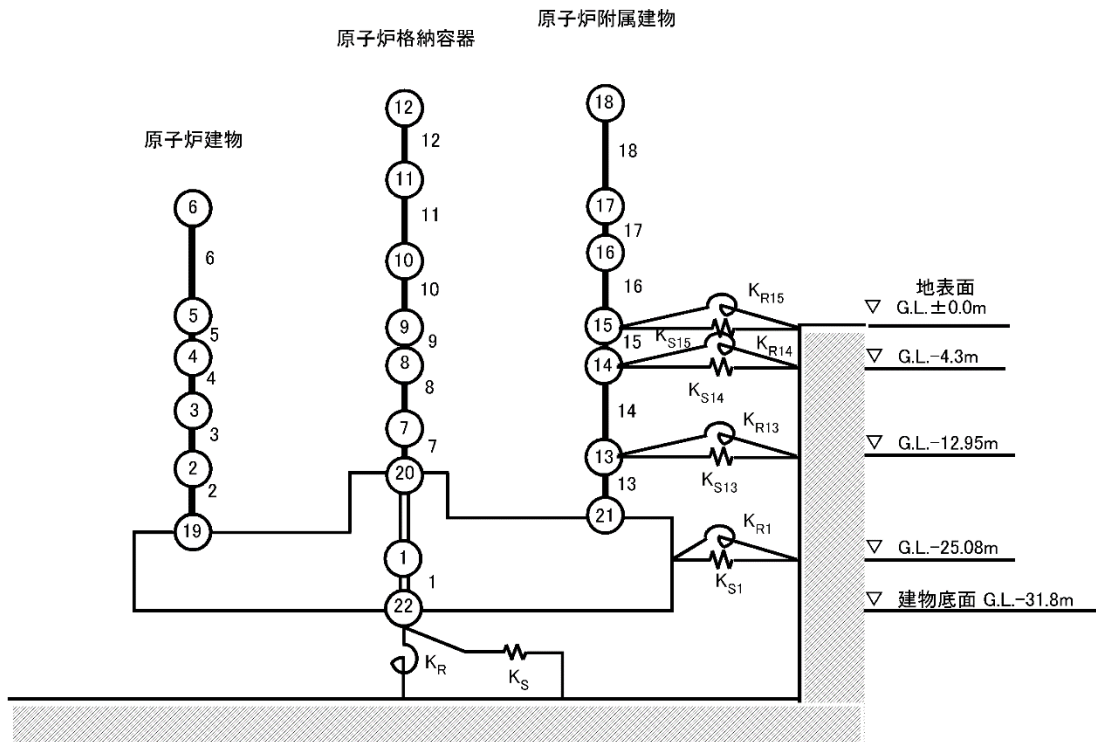 原子炉附属建物
原子炉格納容器
原子炉建物
12
18
12
18
11
6
17
11
17
6
10
16
10
16
K_R15
地表面
▽ G.L.±0.0m
5
9
15
5
9
15
K_S15
K_R14
4
8
14
▽ G.L.-4.3m
4
8
K_S14
3
14
7
K_R13
3
7
13
▽ G.L.-12.95m
2
20
K_S13
2
13
19
21
K_R1
1
▽ G.L.-25.08m
1
K_S1
22
▽ 建物底面 G.L.-31.8m
K_R
K_S